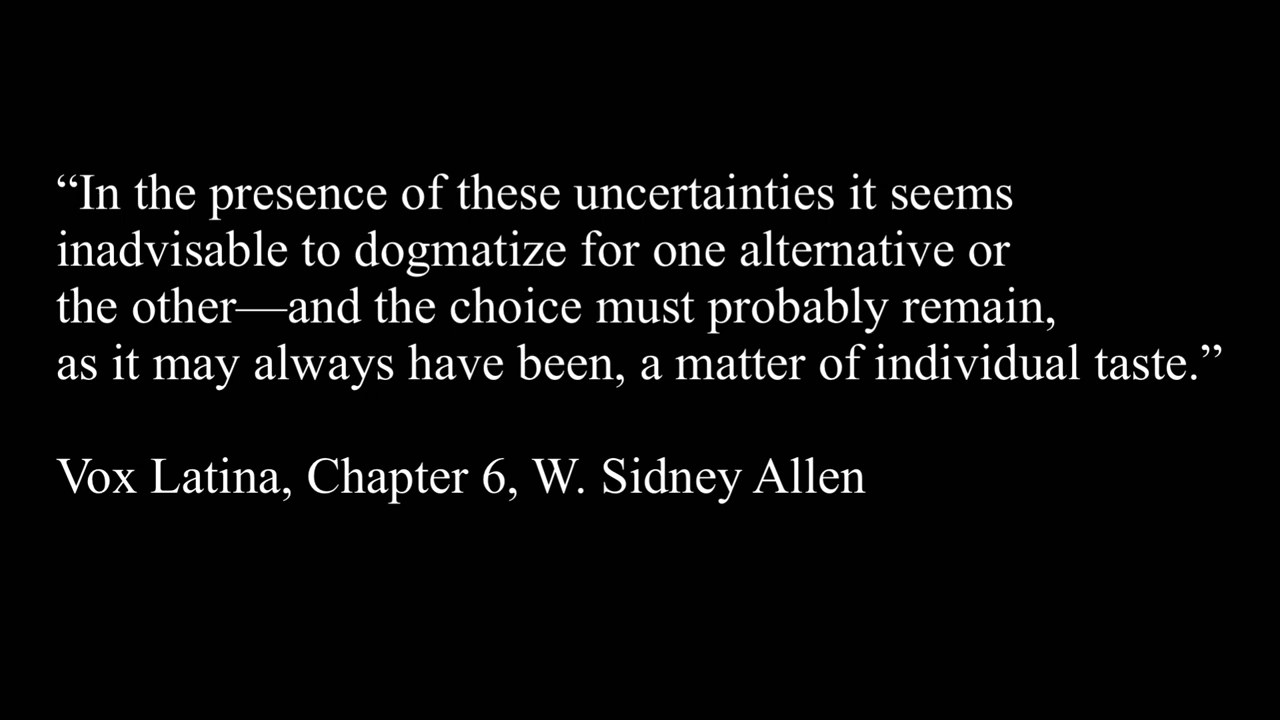 “In the presence of these uncertainties it seems
inadvisable to dogmatize for one alternative or
the other—and the choice must probably remain,
as it may always have been, a matter of individual taste.”
Vox Latina, Chapter 6, W. Sidney Allen